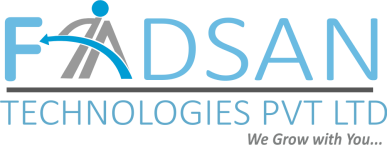 FADSAN
TECHNOLOGIES PVT LTD
We Grow with You...